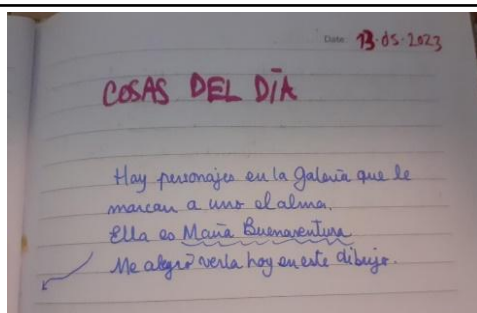 Date: 13·05·2023
COSAS DEL DÍA
Hay personajes en la Galería que le
marcan a uno el alma.
Ella es María Buenaventura
Me alegró verla hoy en este dibujo.